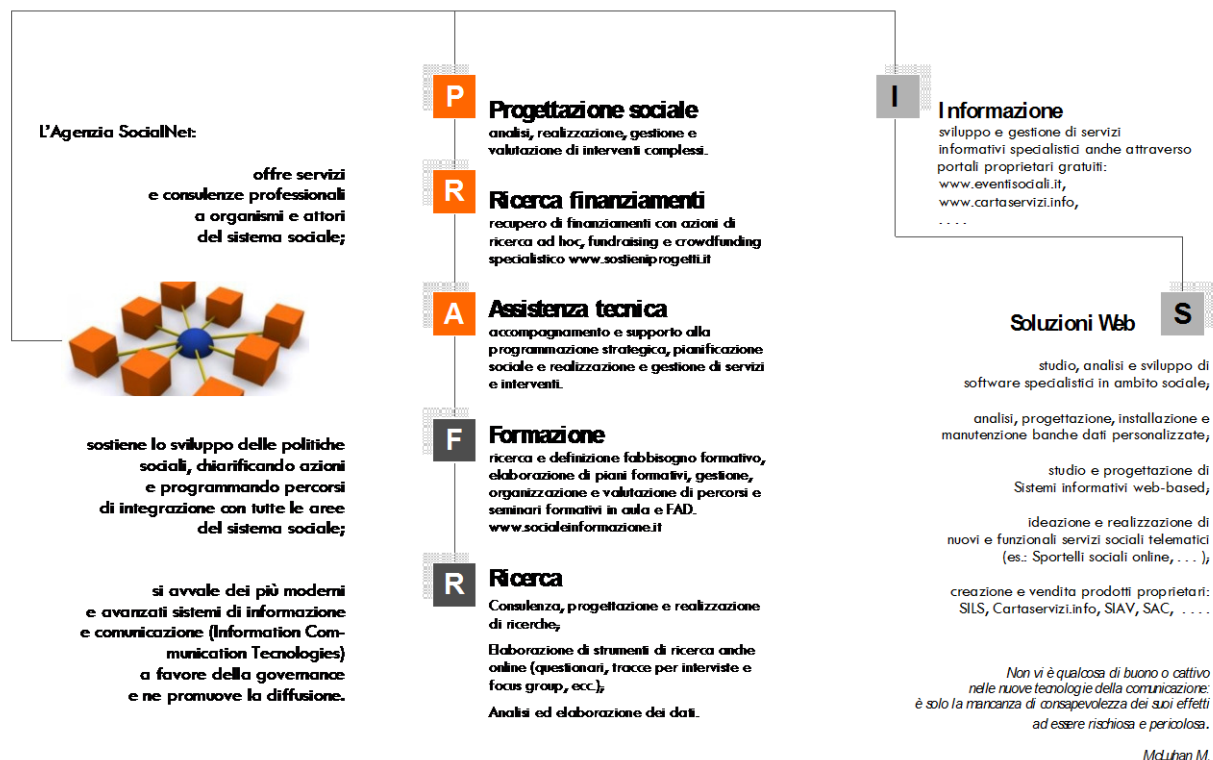 L'Agenzia SocialNet:
offre servizi
e consulenze professionali
a organismi e attori
del sistema sociale;
sostiene lo sviluppo delle politiche
sociali, chiarificando azioni
e programmando percorsi
di integrazione con tutte le aree
del sistema sociale;
si avvale dei più moderni
e avanzati sistemi di informazione
e comunicazione (Information Com-
munication Tecnologies)
a favore della governance
e ne promuove la diffusione.
P
Progettazione sociale
analisi, realizzazione, gestione e
valutazione di interventi complessi.
R
Ricerca finanziamenti
recupero di finanziamenti con azioni di
ricerca ad hoc, fundraising e crowdfunding
specialistico www.sostieniprogetti.it
A
Assistenza tecnica
accompagnamento e supporto alla
programmazione strategica, pianificazione
sociale e realizzazione e gestione di servizi
e interventi.
F
Formazione
ricerca e definizione fabbisogno formativo,
elaborazione di piani formativi, gestione,
organizzazione e valutazione di percorsi e
seminari formativi in aula e FAD.
www.socialeinformazione.it
R
Ricerca
Consulenza, progettazione e realizzazione
di ricerche;
Elaborazione di strumenti di ricerca anche
online (questionari, tracce per interviste e
focus group, ecc.);
Analisi ed elaborazione dei dati.
I
Informazione
sviluppo e gestione di servizi
informativi specialistici anche attraverso
portali proprietari gratuiti:
www.eventisociali.it,
www.cartaservizi.info,
. . . .
Soluzioni Web
S
studio, analisi e sviluppo di
software specialistici in ambito sociale;
analisi, progettazione, installazione e
manutenzione banche dati personalizzate;
studio e progettazione di
Sistemi informativi web-based;
ideazione e realizzazione di
nuovi e funzionali servizi sociali telematici
(es.: Sportelli sociali online, . . . );
creazione e vendita prodotti proprietari:
SILS, Cartaservizi.info, SIAV, SAC, . . . .
Non vi è qualcosa di buono o cattivo
nelle nuove tecnologie della comunicazione:
è solo la mancanza di consapevolezza dei suoi effetti
ad essere rischiosa e pericolosa.
McLuhan M.